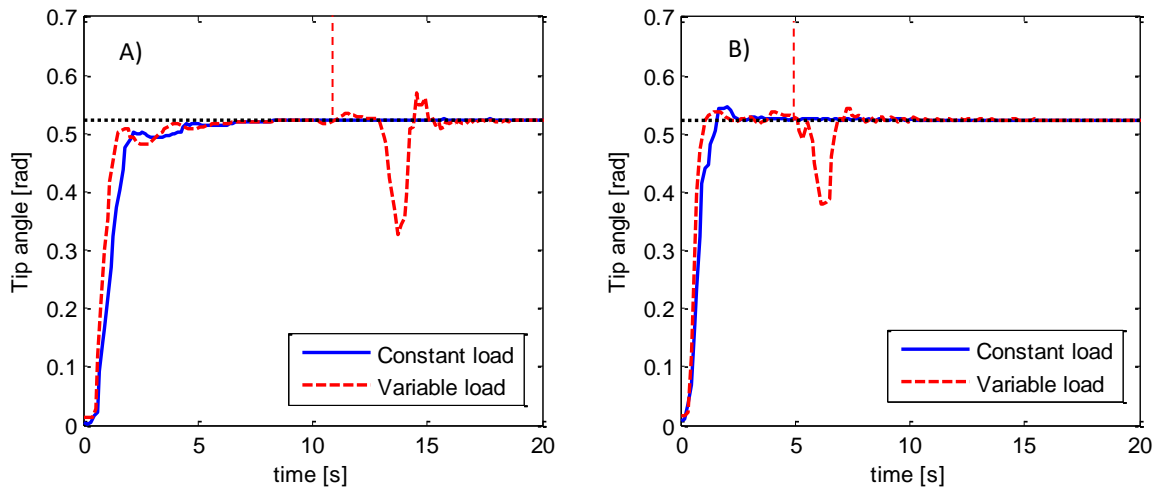 A)
0.7
0.6
0.5
0.4
0.3
0.2
0.1
0
Tip angle [rad]
Constant load
Variable load
0 5 10 15 20
time [s]
B)
0.7
0.6
0.5
0.4
0.3
0.2
0.1
0
Tip angle [rad]
Constant load
Variable load
0 5 10 15 20
time [s]